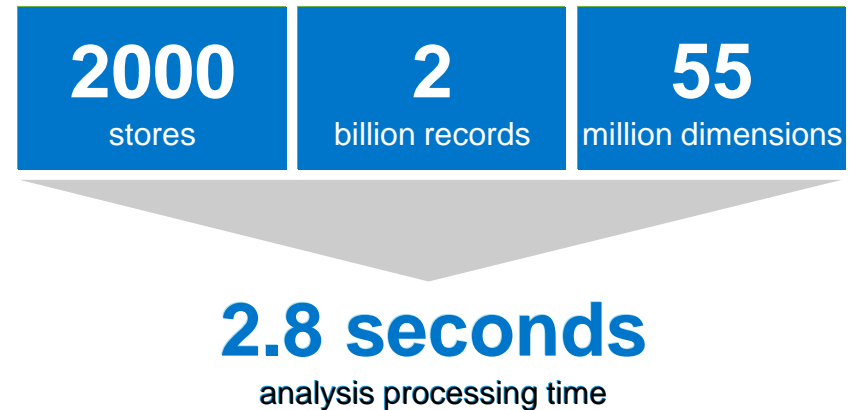 2000
stores
2
billion records
55
million dimensions
2.8 seconds
analysis processing time